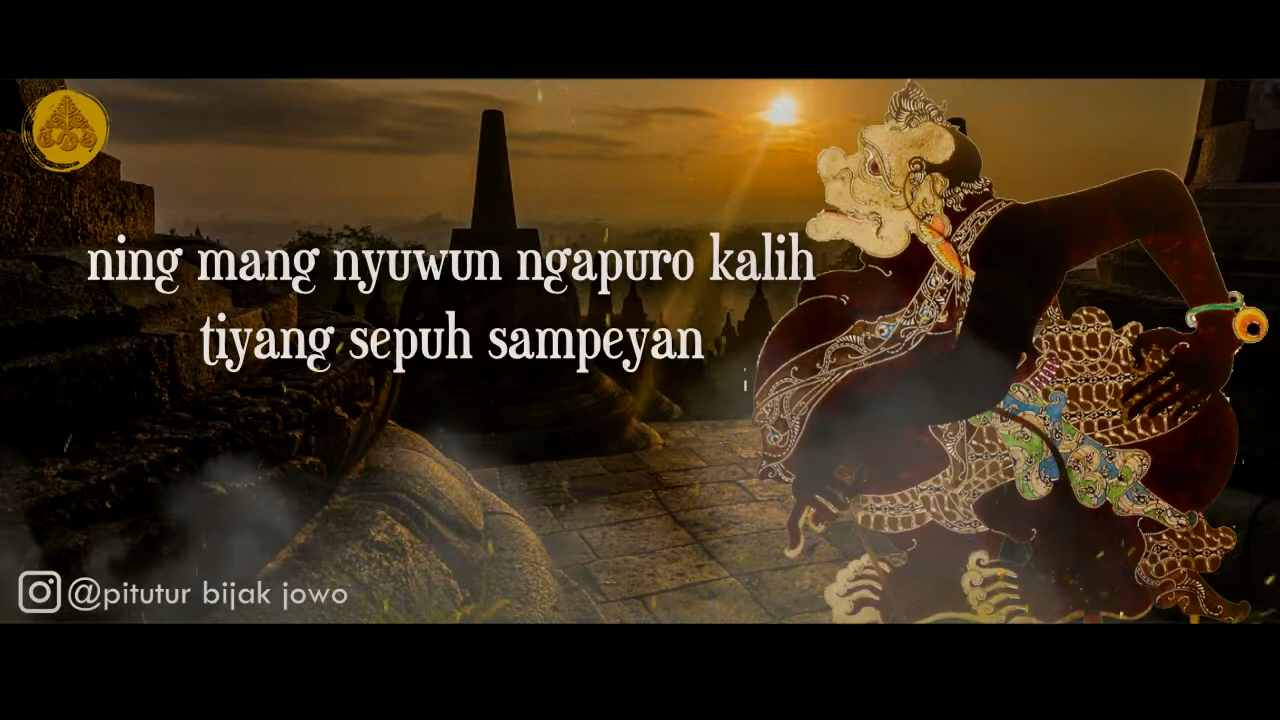 ning mang nyuwun ngapuro kalih
tiyang sepuh sampeyan
@pitutur bijak jowo